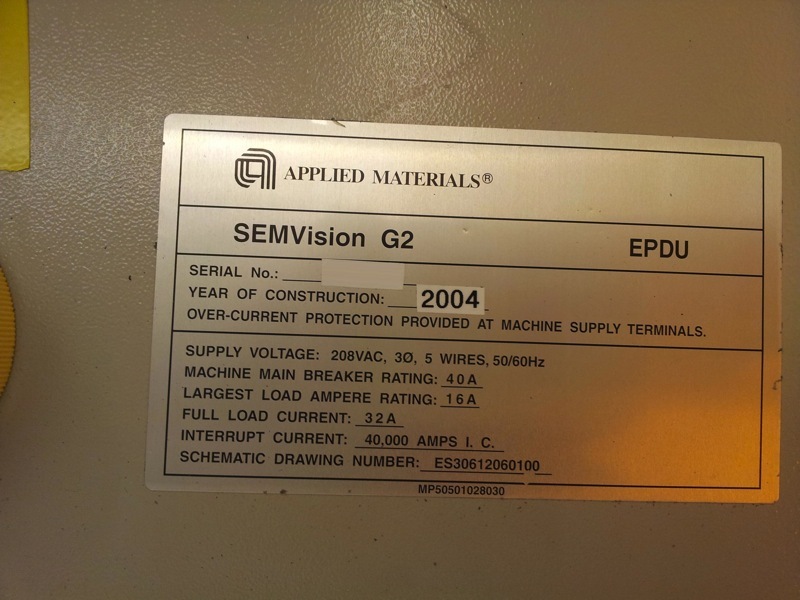 APPLIED MATERIALS®
SEMVision G2 EPDU
SERIAL No.:
YEAR OF CONSTRUCTION: 2004
OVER-CURRENT PROTECTION PROVIDED AT MACHINE SUPPLY TERMINALS.
SUPPLY VOLTAGE: 208VAC, 3Ø, 5 WIRES, 50/60Hz
MACHINE MAIN BREAKER RATING: 40A
LARGEST LOAD AMPERE RATING: 16A
FULL LOAD CURRENT: 32A
INTERRUPT CURRENT: 40,000 AMPS I. C.
SCHEMATIC DRAWING NUMBER: ES30612060100
MP50501028030